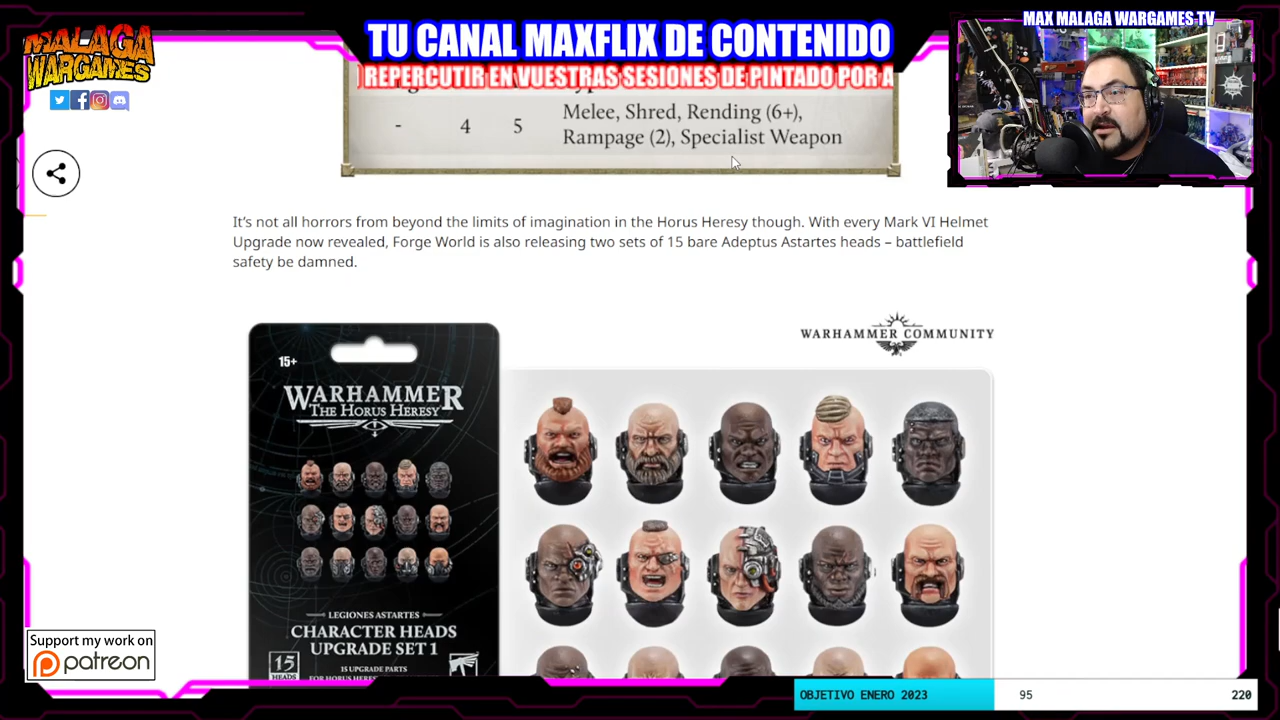 MALAGA
WARGAMES
TU CANAL MAXFLIX DE CONTENIDO
REPERCUTIR EN VUESTRAS SESIONES DE PINTADO POR A
MAX MALAGA WARGAMES TV
- 4 5
Melee, Shred, Rending (6+),
Rampage (2), Specialist Weapon
It's not all horrors from beyond the limits of imagination in the Horus Heresy though. With every Mark VI Helmet
Upgrade now revealed, Forge World is also releasing two sets of 15 bare Adeptus Astartes heads – battlefield
safety be damned.
WARHAMMER COMMUNITY
15+
WARHAMMER
THE HORUS HERESY
LEGIONES ASTARTES
CHARACTER HEADS
UPGRADE SET 1
15
HEADS
15 UPGRADE PARTS
Support my work on
patreon
OBJETIVO ENERO 2023 95 220